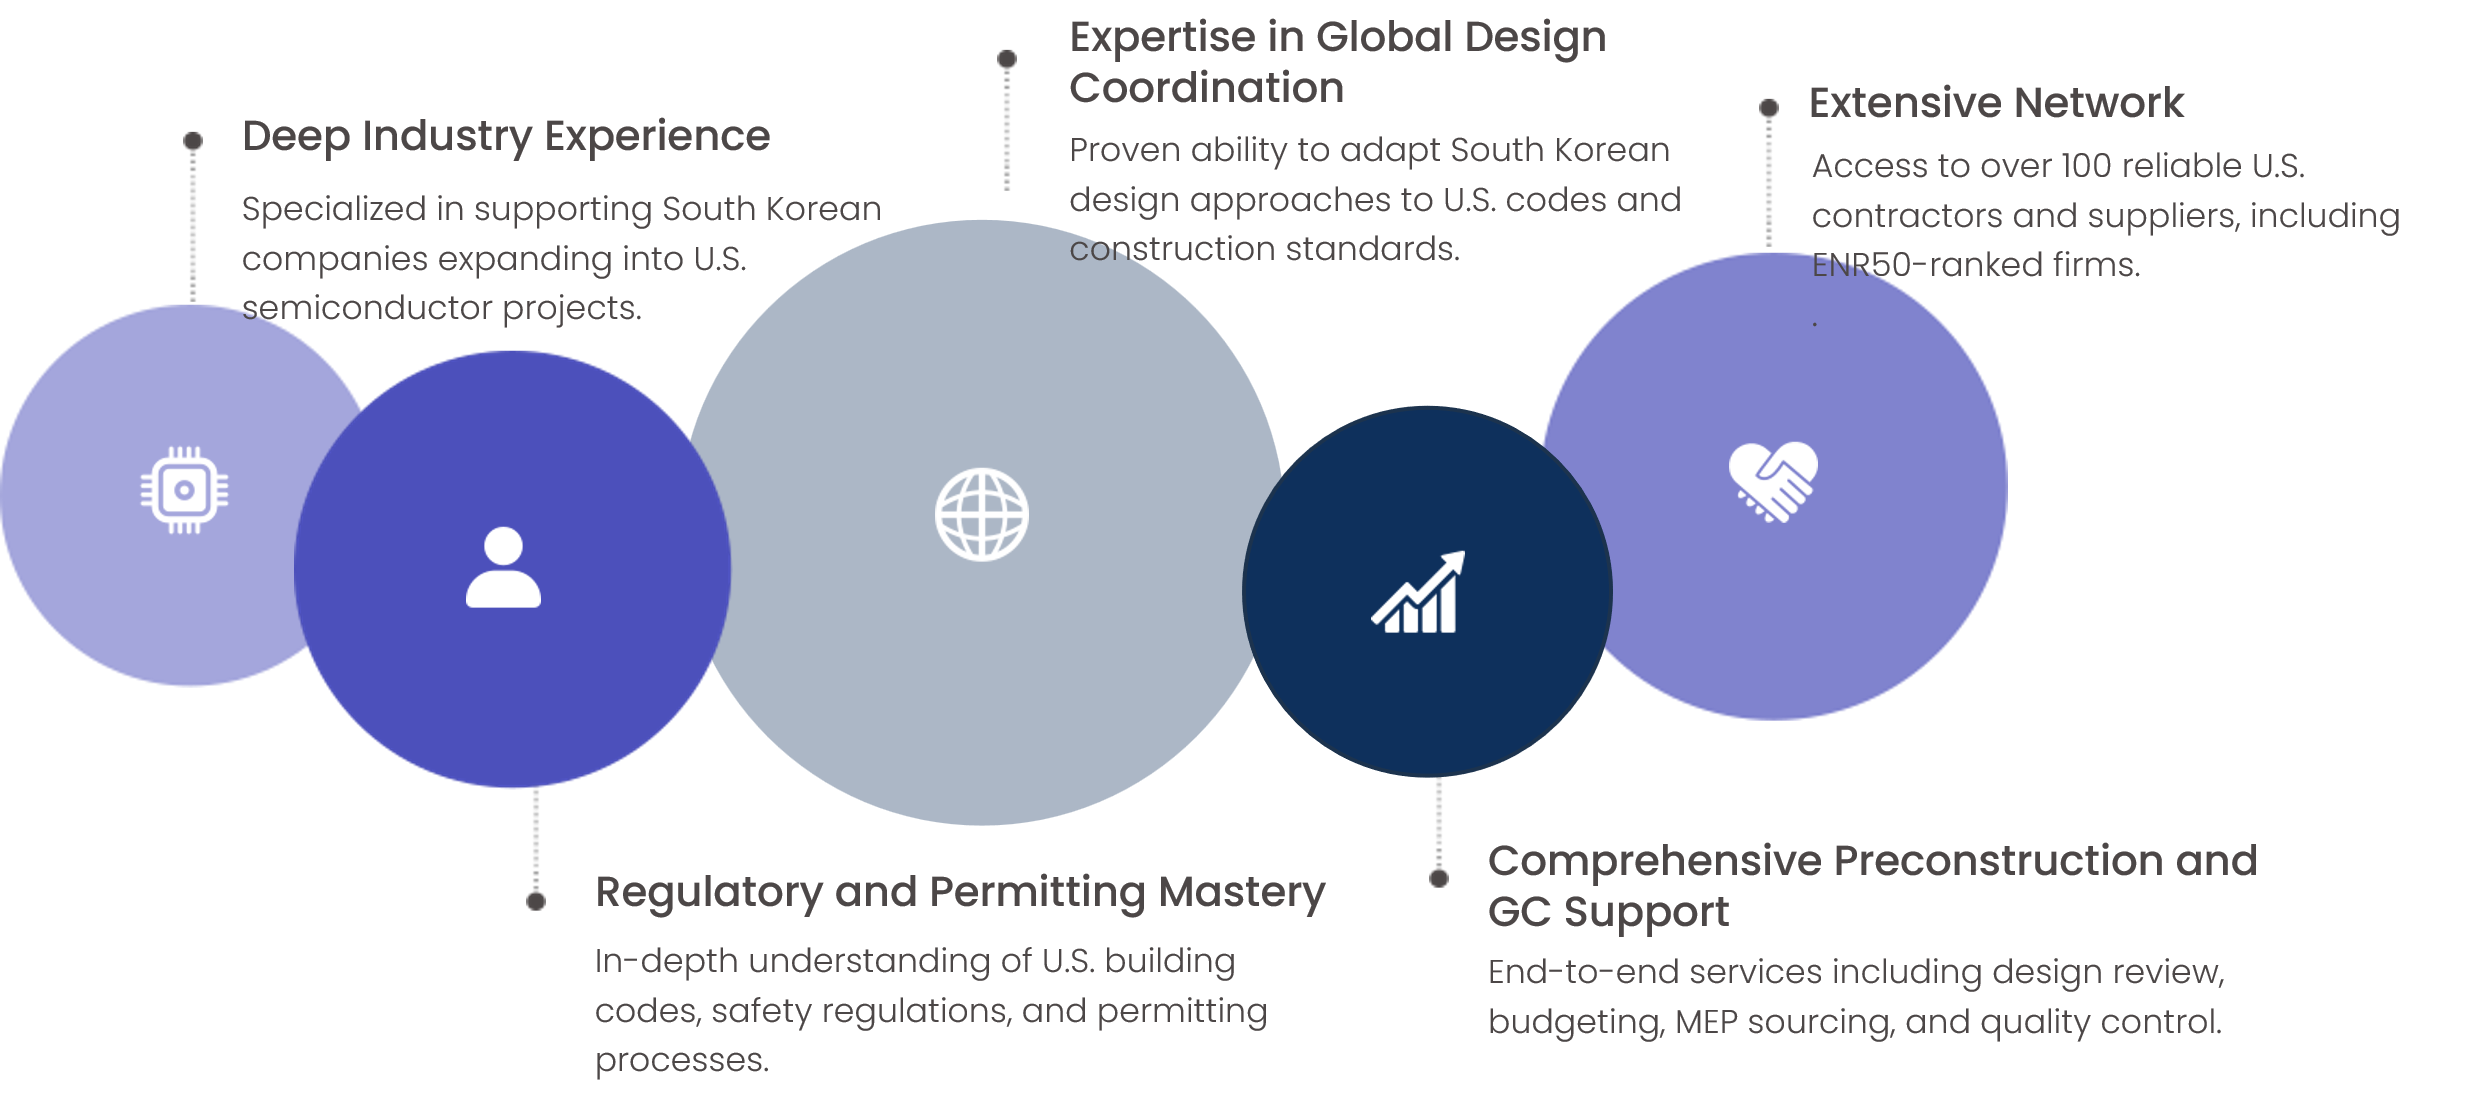 Deep Industry Experience
Specialized in supporting South Korean
companies expanding into U.S.
semiconductor projects.
Regulatory and Permitting Mastery
In-depth understanding of U.S. building
codes, safety regulations, and permitting
processes.
Expertise in Global Design
Coordination
Proven ability to adapt South Korean
design approaches to U.S. codes and
construction standards.
Comprehensive Preconstruction and
GC Support
End-to-end services including design review,
budgeting, MEP sourcing, and quality control.
Extensive Network
Access to over 100 reliable U.S.
contractors and suppliers, including
ENR50-ranked firms.
.